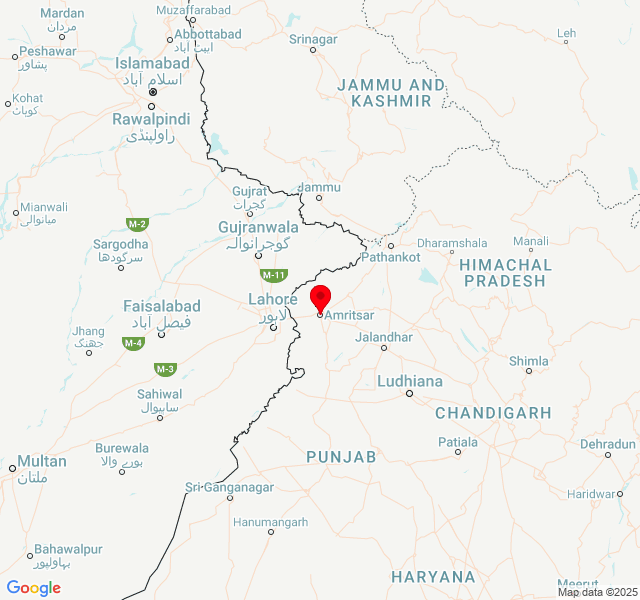 Mardan
مردان
Muzaffarabad
Abbottabad
ایبٹ آباد
Peshawar
پشاور
Srinagar
Leh
Islamabad
اسلام آباد
JAMMU AND
KASHMIR
Kohat
کوہاٹ
Rawalpindi
راولپنڈی
Jammu
Gujrat
گجرات
Mianwali
میانوالی
M-2
Gujranwala
گوجرانوالہ
Sargodha
سرگودھا
Pathankot
Dharamshala
Manali
HIMACHAL
PRADESH
M-11
Lahore
لاہور
Faisalabad
فیصل آباد
Amritsar
Jhang
جھنگ
M-4
M-3
Jalandhar
Shimla
Sahiwal
ساہیوال
Ludhiana
CHANDIGARH
Burewala
بورے والا
Multan
ملتان
PUNJAB
Patiala
Dehradun
Sri Ganganagar
Haridwar
Hanumangarh
Bahawalpur
بہاولپور
HARYANA
Meerut
Google
Map data ©2025